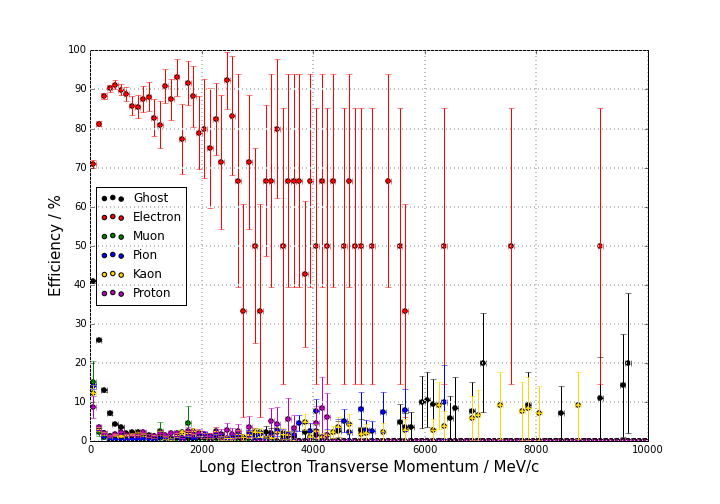 100
90
80
70
60
50
40
30
20
10
0
Efficiency / %
Ghost
Electron
Muon
Pion
Kaon
Proton
0 2000 4000 6000 8000 10000
Long Electron Transverse Momentum / MeV/c